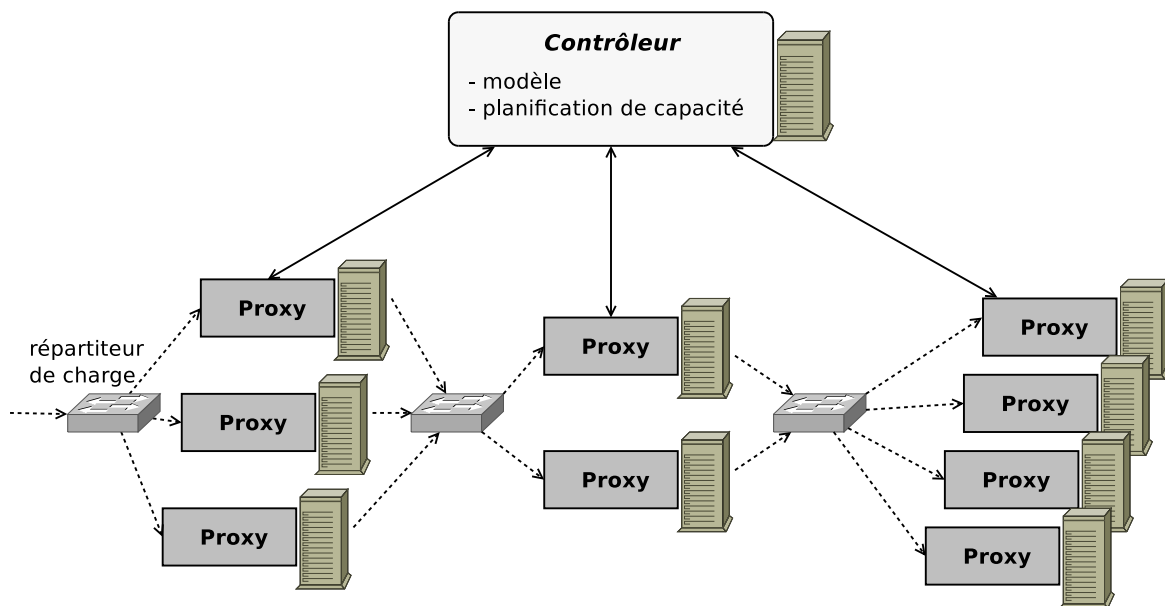 Contrôleur
- modèle
- planification de capacité
répartiteur
de charge
Proxy
Proxy
Proxy
Proxy
Proxy
Proxy
Proxy
Proxy
Proxy